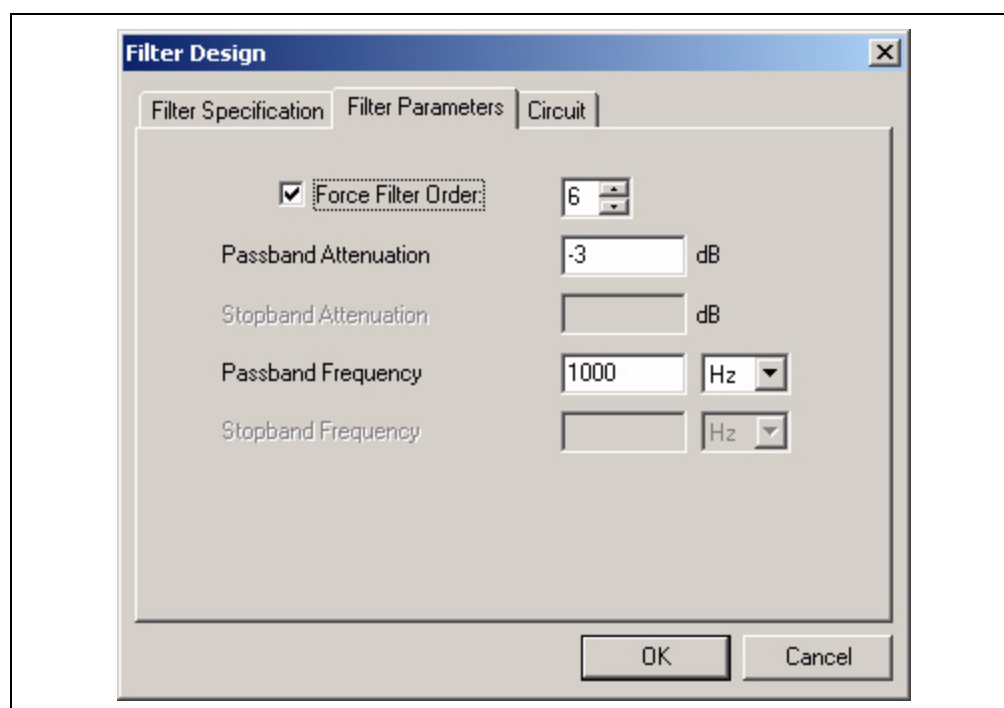 Filter Design
Filter Specification Filter Parameters Circuit
Force Filter Order: 6
Passband Attenuation -3 dB
Stopband Attenuation dB
Passband Frequency 1000 Hz
Stopband Frequency Hz
OK Cancel